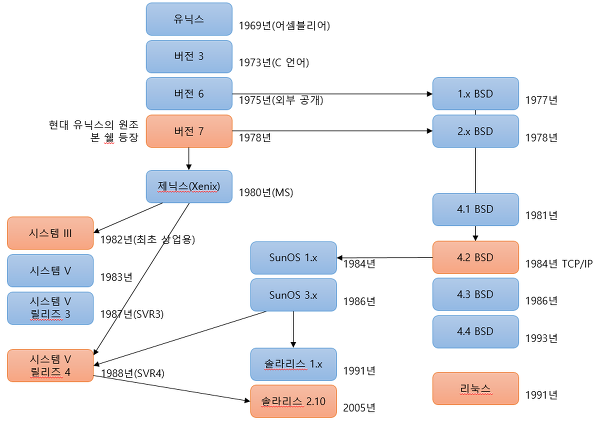 유닉스
1969년(어셈블리어)
버전 3
1973년(C 언어)
버전 6
1975년(외부 공개)
1.x BSD
1977년
현대 유닉스의 원조
본 쉘 등장
버전 7
1978년
2.x BSD
1978년
제닉스(Xenix)
1980년(MS)
4.1 BSD
1981년
시스템 III
1982년(최초 상업용)
SunOS 1.x
1984년
4.2 BSD
1984년 TCP/IP
시스템 V
1983년
SunOS 3.x
1986년
4.3 BSD
1986년
시스템 V
릴리즈 3
1987년(SVR3)
4.4 BSD
1993년
시스템 V
릴리즈 4
1988년(SVR4)
솔라리스 1.x
1991년
솔라리스 2.10
2005년
리눅스
1991년